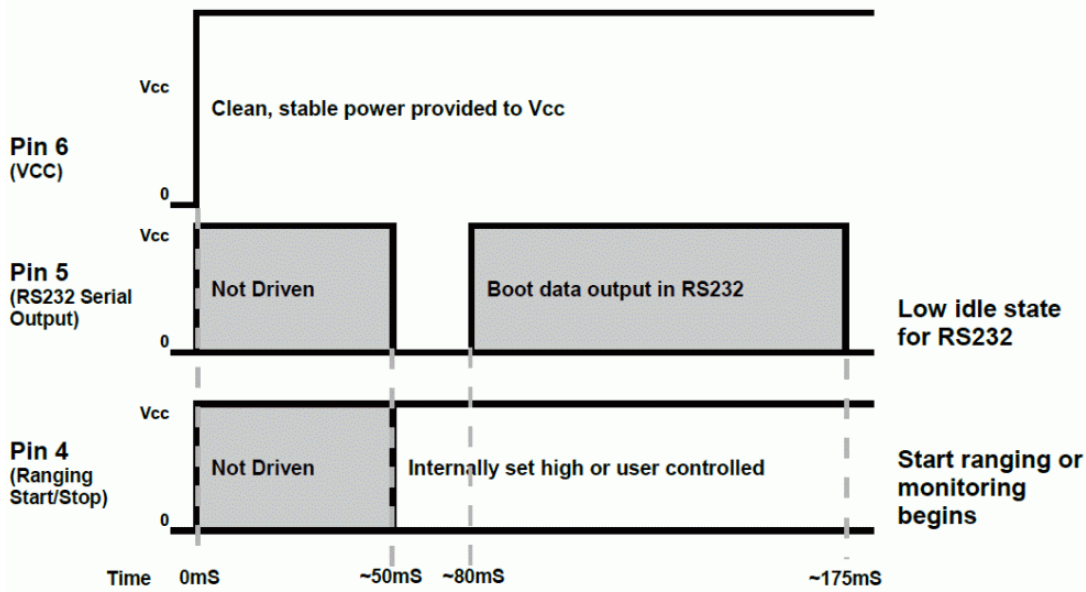 Vcc
Clean, stable power provided to Vcc
Pin 6
(VCC)
0
Vcc
Pin 5
(RS232 Serial
Output)
Not Driven
Boot data output in RS232
0
Low idle state
for RS232
Vcc
Pin 4
(Ranging
Start/Stop)
Not Driven
Internally set high or user controlled
0
Start ranging or
monitoring
begins
Time 0mS ~50mS ~80mS ~175mS